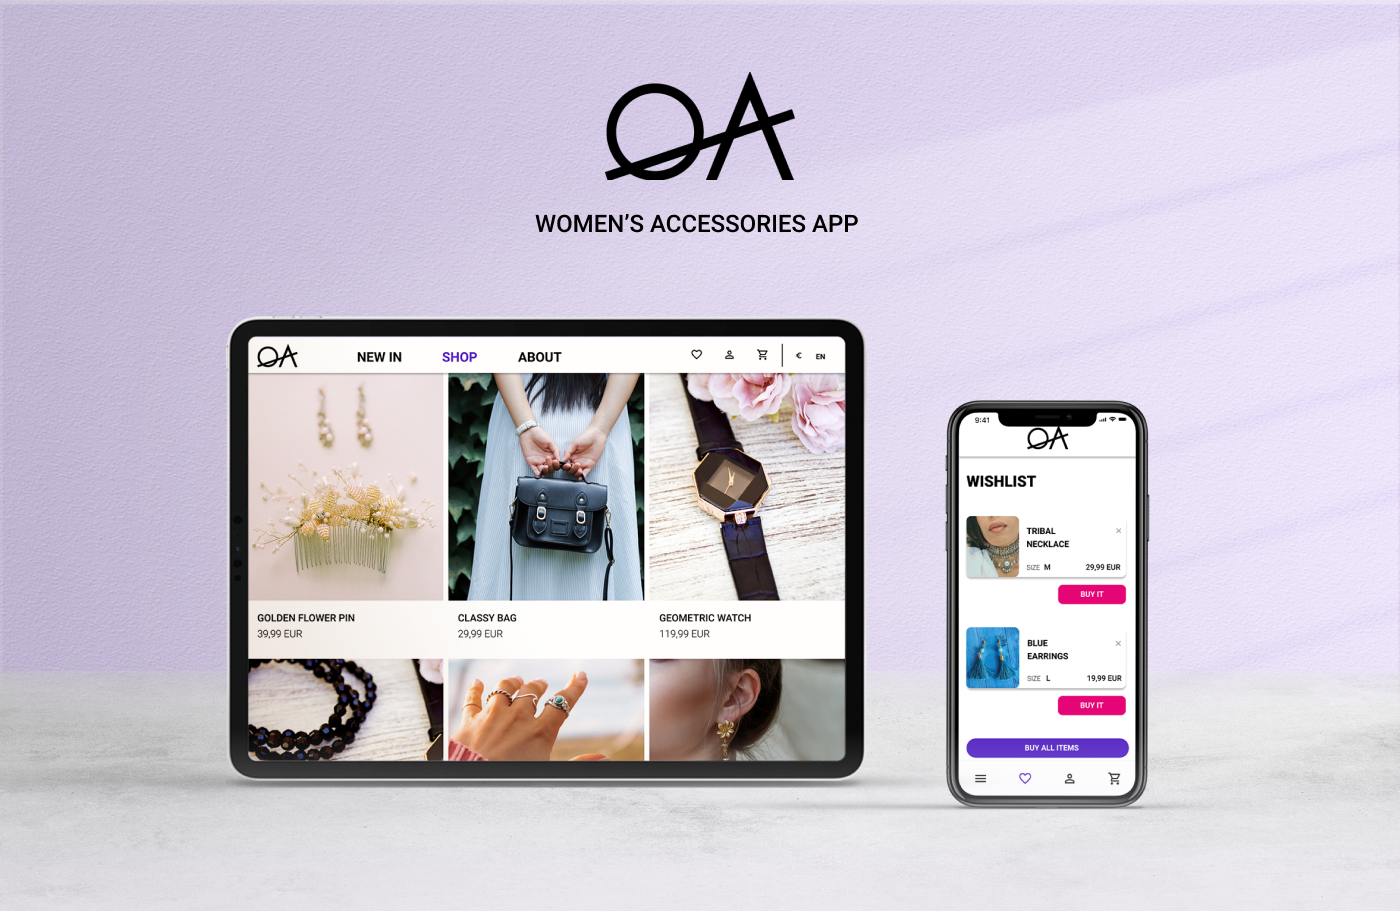 OA
WOMEN’S ACCESSORIES APP
OA
NEW IN
SHOP
ABOUT
€
EN
GOLDEN FLOWER PIN
39,99 EUR
CLASSY BAG
29,99 EUR
GEOMETRIC WATCH
119,99 EUR
9:41
OA
WISHLIST
TRIBAL
NECKLACE
SIZE M
29,99 EUR
BUY IT
BLUE
EARRINGS
SIZE L
19,99 EUR
BUY IT
BUY ALL ITEMS